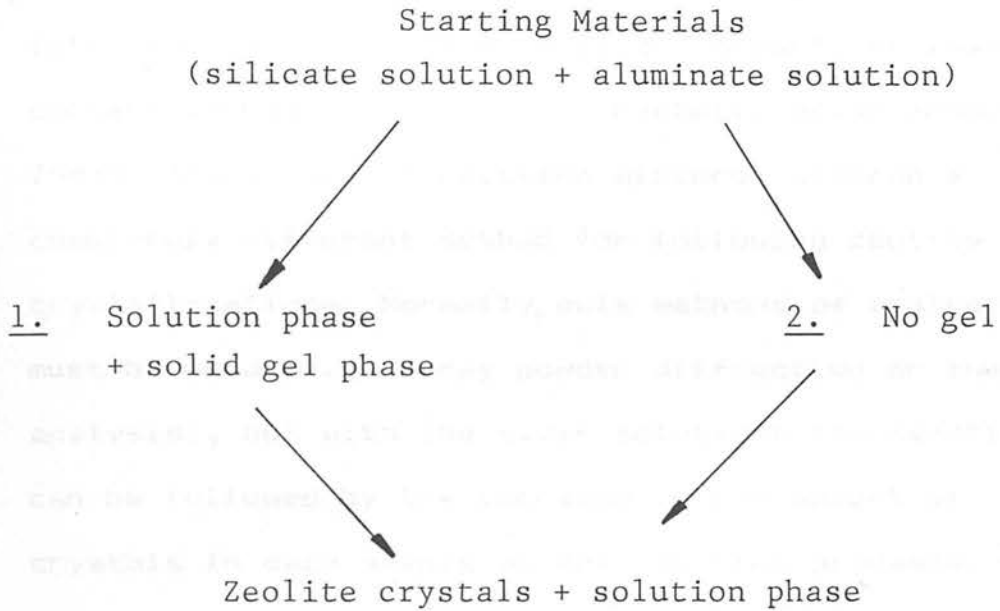 Starting Materials
(silicate solution + aluminate solution)
1. Solution phase
+ solid gel phase
2. No gel
Zeolite crystals + solution phase